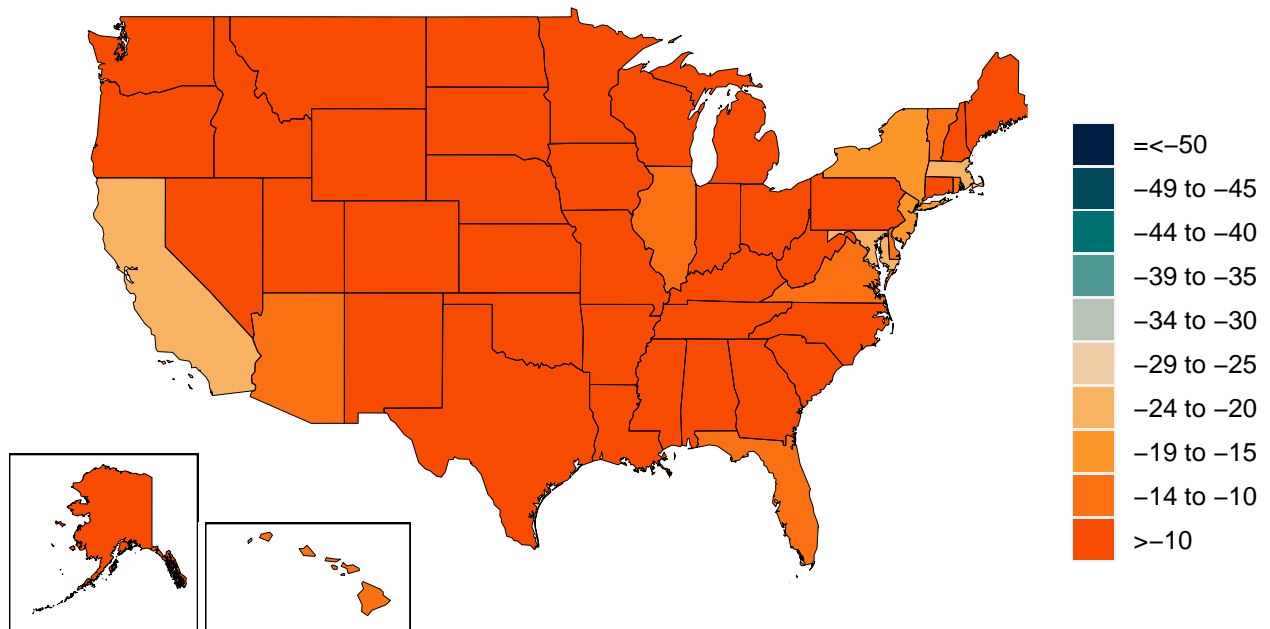 =<−50
−49 to −45
−44 to −40
−39 to −35
−34 to −30
−29 to −25
−24 to −20
−19 to −15
−14 to −10
>−10